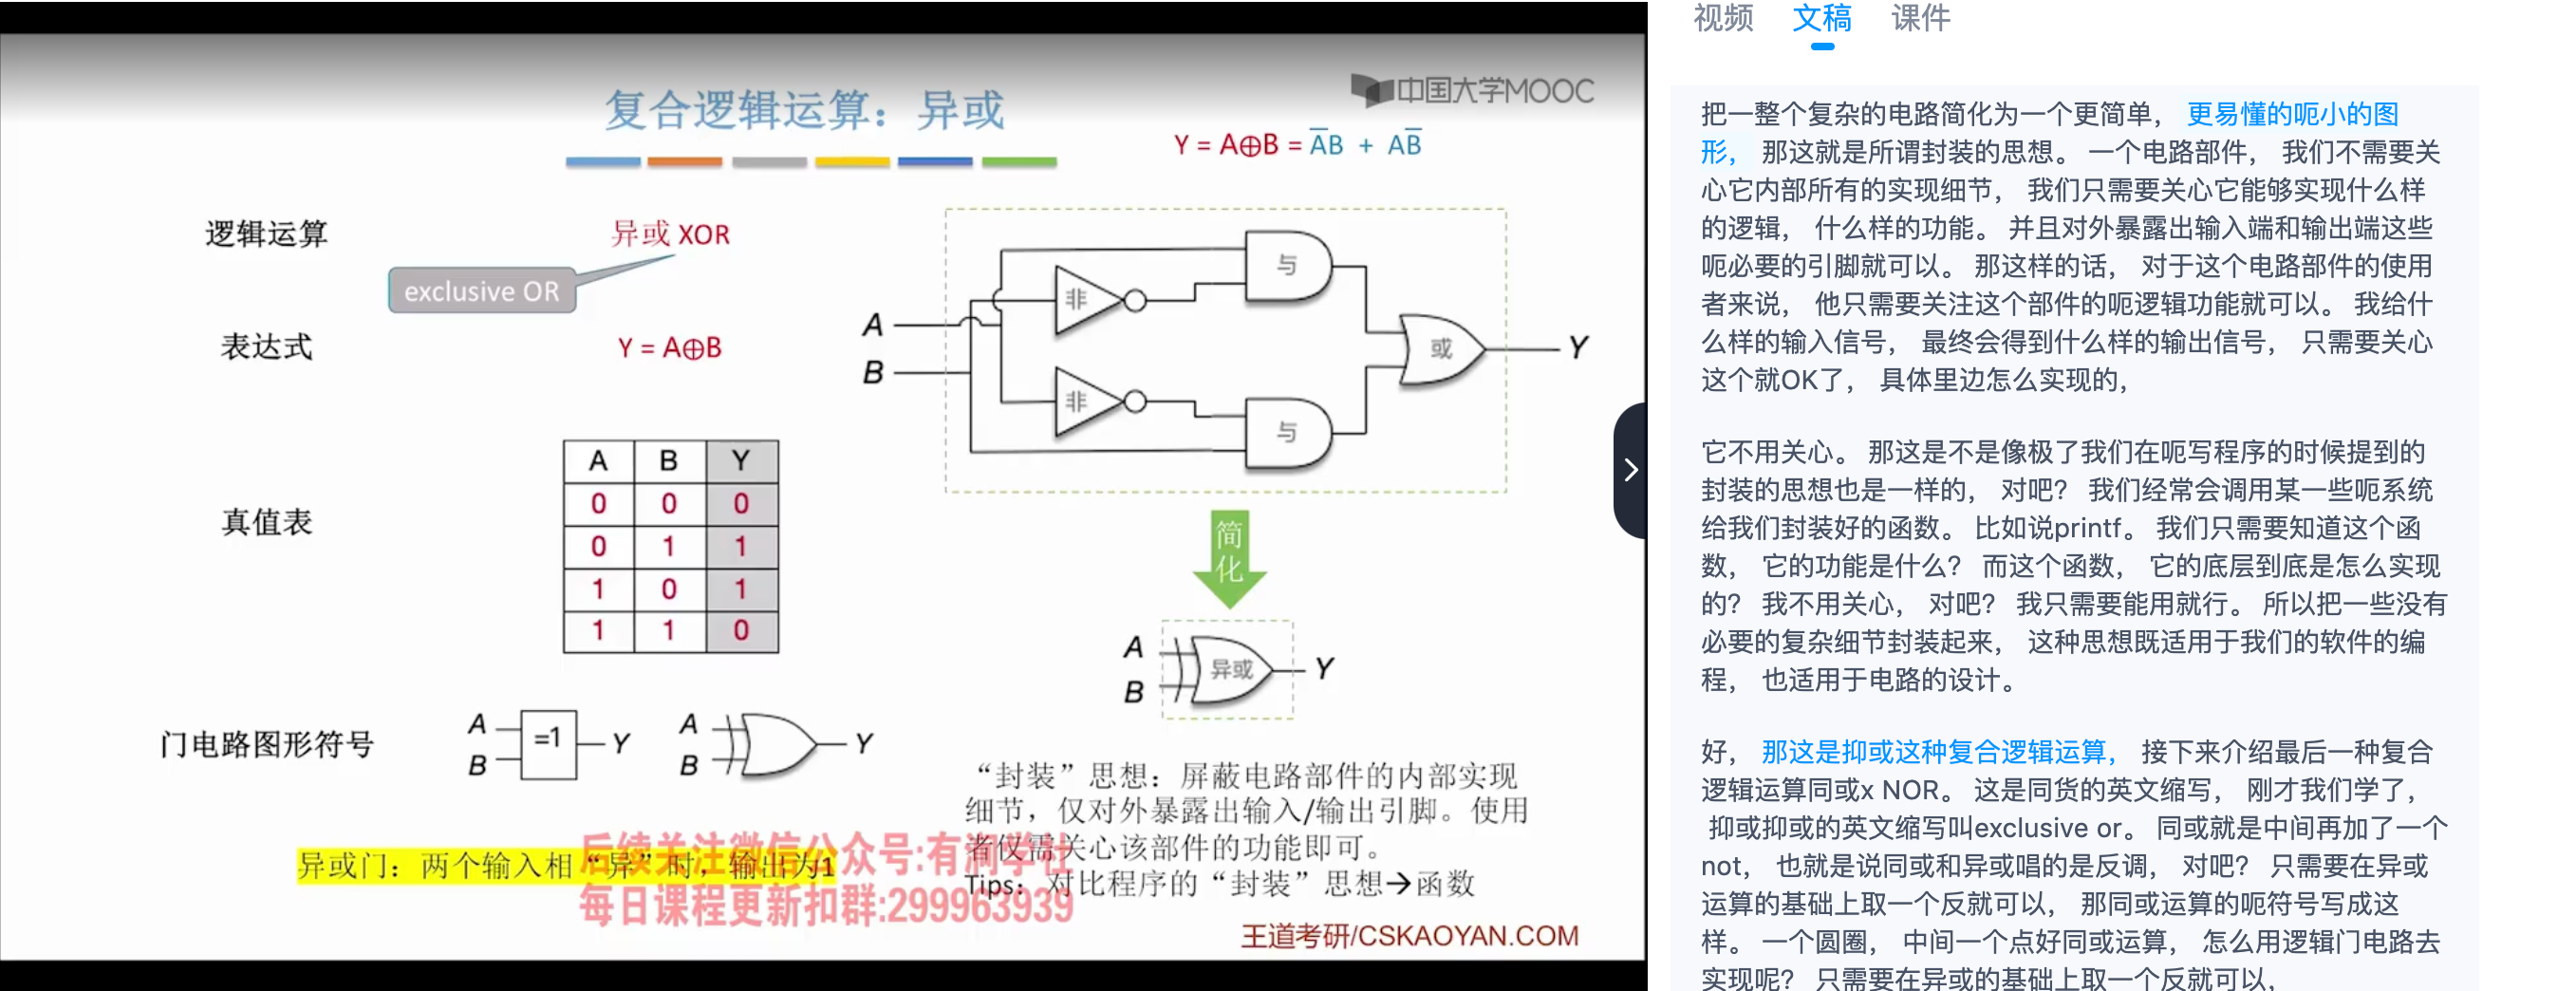 中国大学MOOC
复合逻辑运算：异或
Y = A⊕B = A̅B + AB̅
逻辑运算
异或 XOR
exclusive OR
表达式
Y = A⊕B
真值表
A B Y
0 0 0
0 1 1
1 0 1
1 1 0
门电路图形符号
A
B
=1
Y
A
B
Y
异或门：两个输入相“异”时，输出为1
A
B
非
非
与
与
或
Y
简
化
A
B
异或
Y
“封装”思想：屏蔽电路部件的内部实现
细节，仅对外暴露出输入/输出引脚。使用
者仅需关心该部件的功能即可。
Tips：对比程序的“封装”思想→函数
后续关注微信公众号:有涧学社
每日课程更新扣群:299963939
王道考研/CSKAOYAN.COM
视频 文稿 课件
把一整个复杂的电路简化为一个更简单， 更易懂的呃小的图
形， 那这就是所谓封装的思想。 一个电路部件， 我们不需要关
心它内部所有的实现细节， 我们只需要关心它能够实现什么样
的逻辑， 什么样的功能。 并且对外暴露出输入端和输出端这些
呃必要的引脚就可以。 那这样的话， 对于这个电路部件的使用
者来说， 他只需要关注这个部件的呃逻辑功能就可以。 我给什
么样的输入信号， 最终会得到什么样的输出信号， 只需要关心
这个就OK了， 具体里边怎么实现的，
它不用关心。 那这是不是像极了我们在呃写程序的时候提到的
封装的思想也是一样的， 对吧？ 我们经常会调用某一些呃系统
给我们封装好的函数。 比如说printf。 我们只需要知道这个函
数， 它的功能是什么？ 而这个函数， 它的底层到底是怎么实现
的？ 我不用关心， 对吧？ 我只需要能用就行。 所以把一些没有
必要的复杂细节封装起来， 这种思想既适用于我们的软件的编
程， 也适用于电路的设计。
好， 那这是抑或这种复合逻辑运算， 接下来介绍最后一种复合
逻辑运算同或x NOR。 这是同货的英文缩写， 刚才我们学了，
抑或抑或的英文缩写叫exclusive or。 同或就是中间再加了一个
not， 也就是说同或和异或唱的是反调， 对吧？ 只需要在异或
运算的基础上取一个反就可以， 那同或运算的呃符号写成这
样。 一个圆圈， 中间一个点好同或运算， 怎么用逻辑门电路去
实现呢？ 只需要在异或的基础上取一个反就可以，